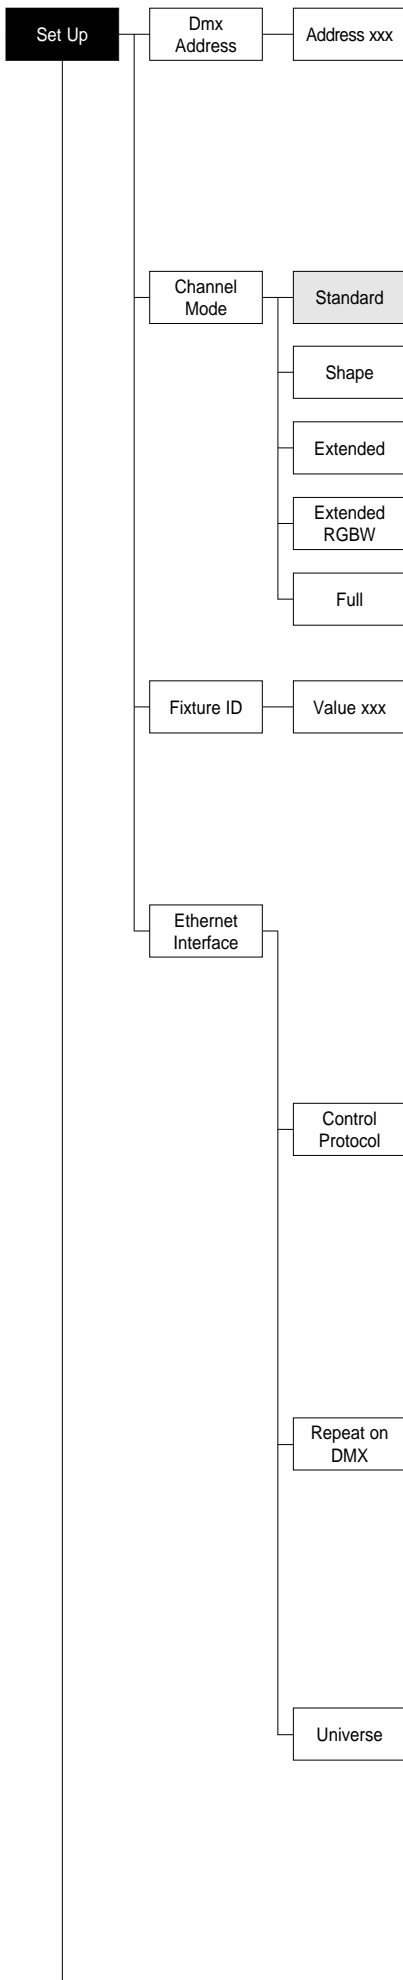 Set Up
Dmx
Address
Address xxx
Channel
Mode
Standard
Shape
Extended
Extended
RGBW
Full
Fixture ID
Value xxx
Ethernet
Interface
Control
Protocol
Repeat on
DMX
Universe